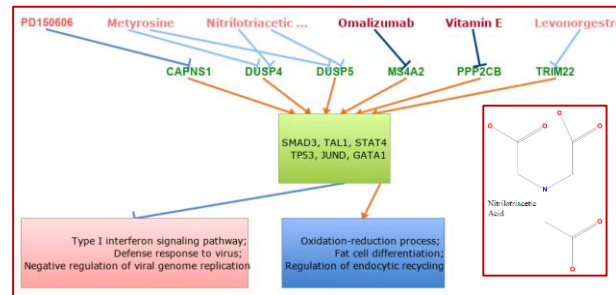 PD150606 Metyrosine Nitrilotriacetic ... Omalizumab Vitamin E Levonorgestr
CAPNS1 DUSP4 DUSP5 MS4A2 PPP2CB TRIM22
SMAD3, TAL1, STAT4
TP53, JUND, GATA1
Type I interferon signaling pathway;
Defense response to virus;
Negative regulation of viral genome replication
Oxidation-reduction process;
Fat cell differentiation;
Regulation of endocytic recycling
O O O O
N
Nitrilotriacetic
Acid
O
O